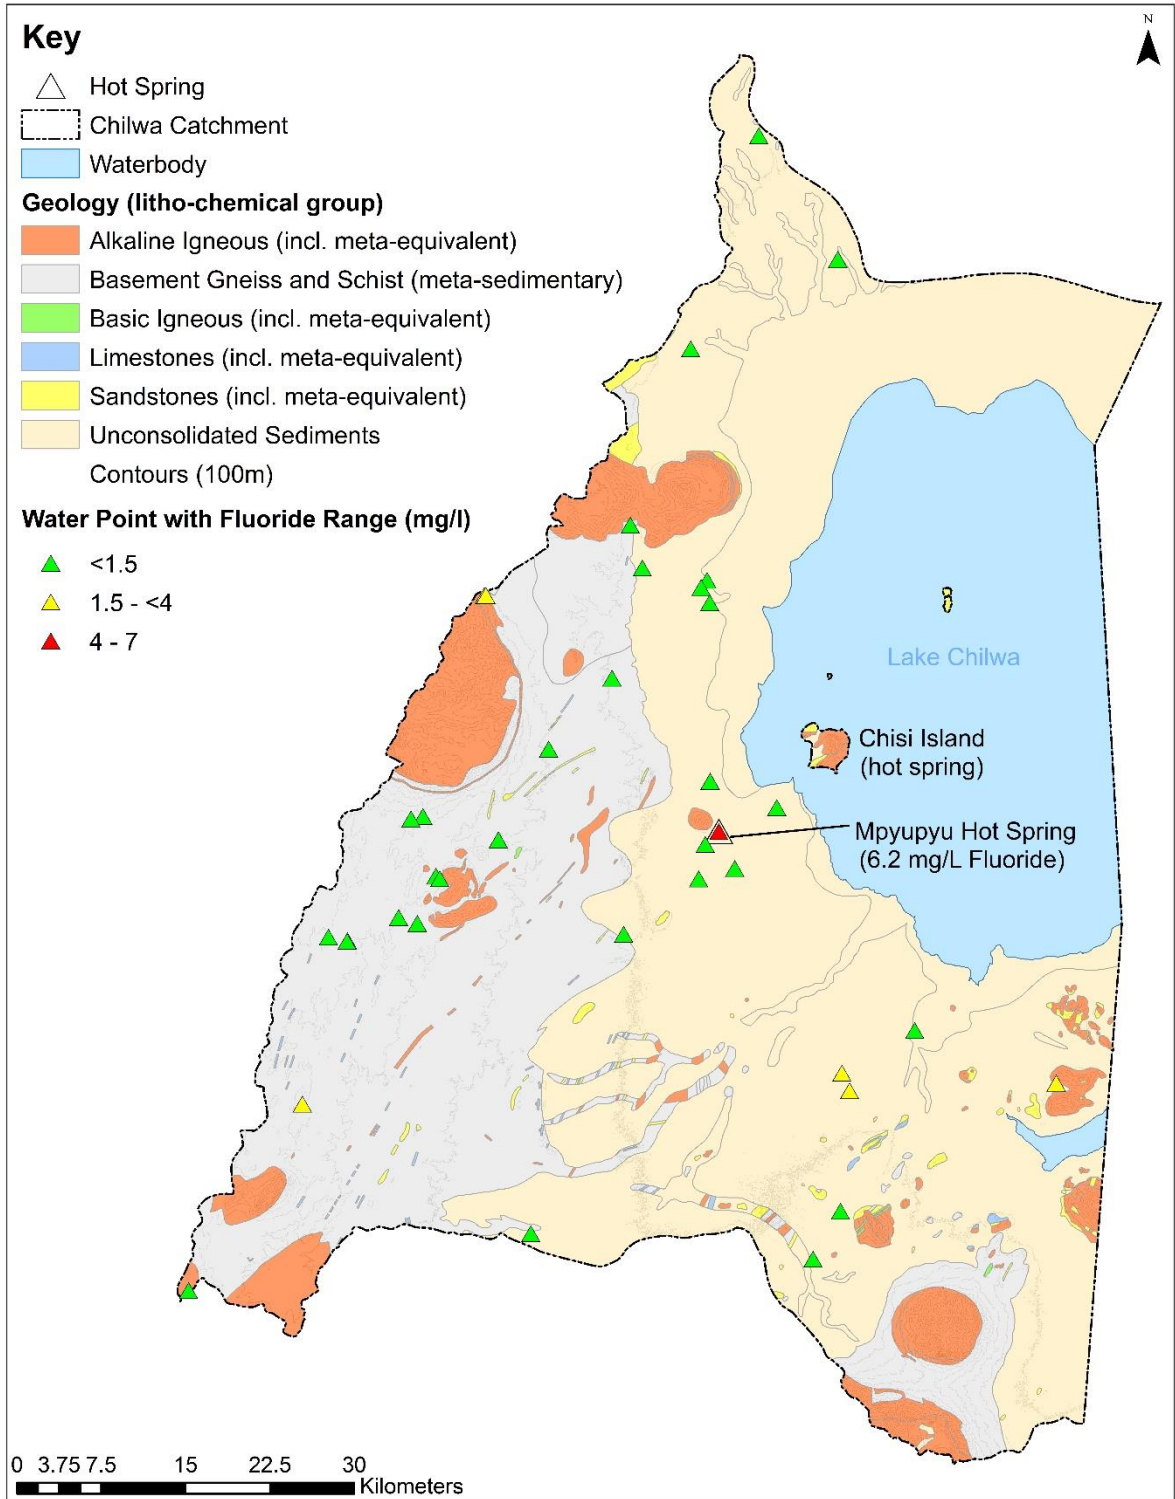 N
Key
Hot Spring
Chilwa Catchment
Waterbody
Geology (litho-chemical group)
Alkaline Igneous (incl. meta-equivalent)
Basement Gneiss and Schist (meta-sedimentary)
Basic Igneous (incl. meta-equivalent)
Limestones (incl. meta-equivalent)
Sandstones (incl. meta-equivalent)
Unconsolidated Sediments
Contours (100m)
Water Point with Fluoride Range (mg/l)
<1.5
1.5 - <4
4 - 7
Lake Chilwa
Chisi Island
(hot spring)
Mpyupyu Hot Spring
(6.2 mg/L Fluoride)
0 3.75 7.5 15 22.5 30
Kilometers